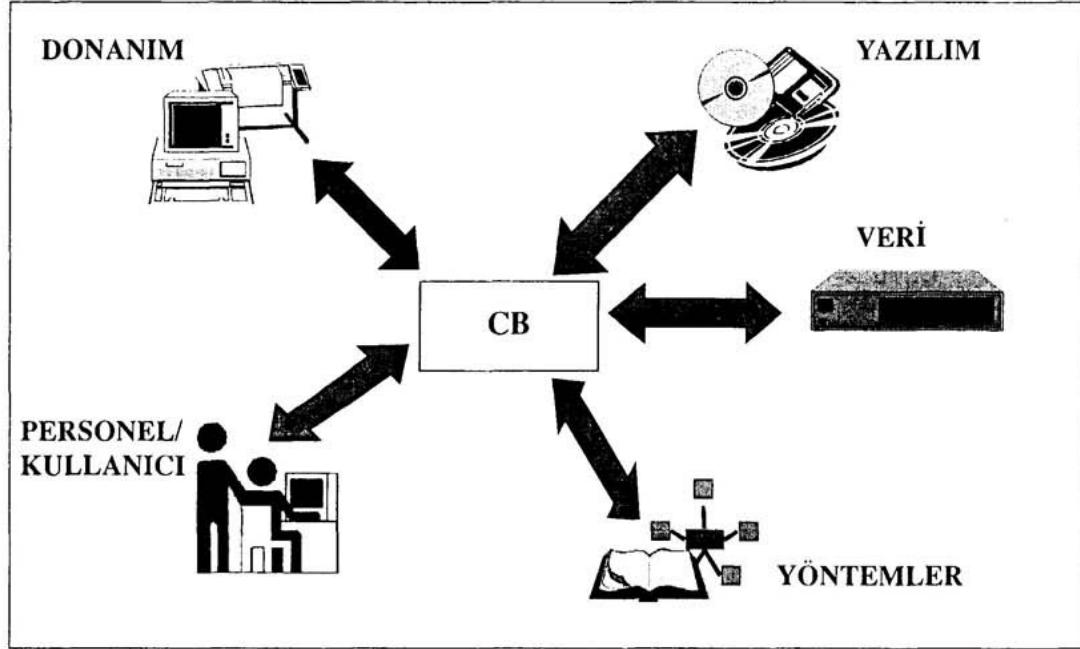 DONANIM
YAZILIM
VERİ
CB
PERSONEL/
KULLANICI
YÖNTEMLER